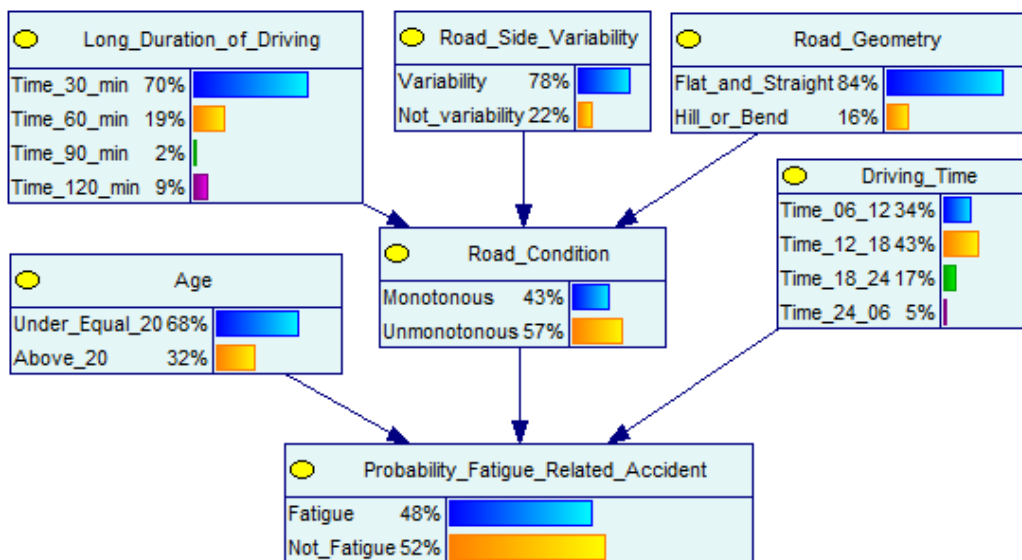 Long_Duration_of_Driving
Time_30_min 70%
Time_60_min 19%
Time_90_min 2%
Time_120_min 9%
Road_Side_Variability
Variability 78%
Not_variability 22%
Road_Geometry
Flat_and_Straight 84%
Hill_or_Bend 16%
Driving_Time
Time_06_12 34%
Time_12_18 43%
Time_18_24 17%
Time_24_06 5%
Road_Condition
Monotonous 43%
Unmonotonous 57%
Age
Under_Equal_20 68%
Above_20 32%
Probability_Fatigue_Related_Accident
Fatigue 48%
Not_Fatigue 52%